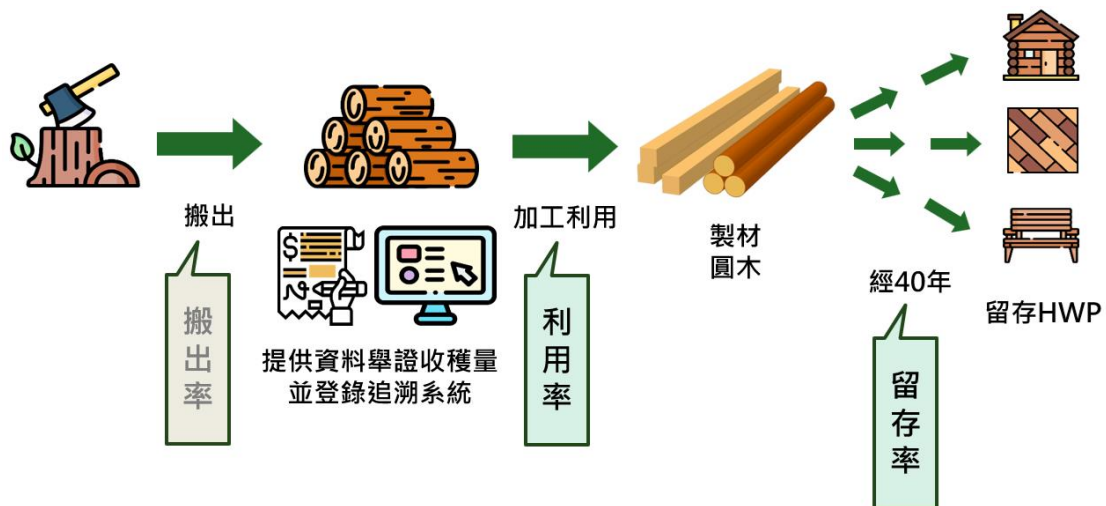 搬出
搬出率
$
提供資料舉證收穫量
並登錄追溯系統
加工利用
利用率
製材
圓木
經40年
留存率
留存HWP